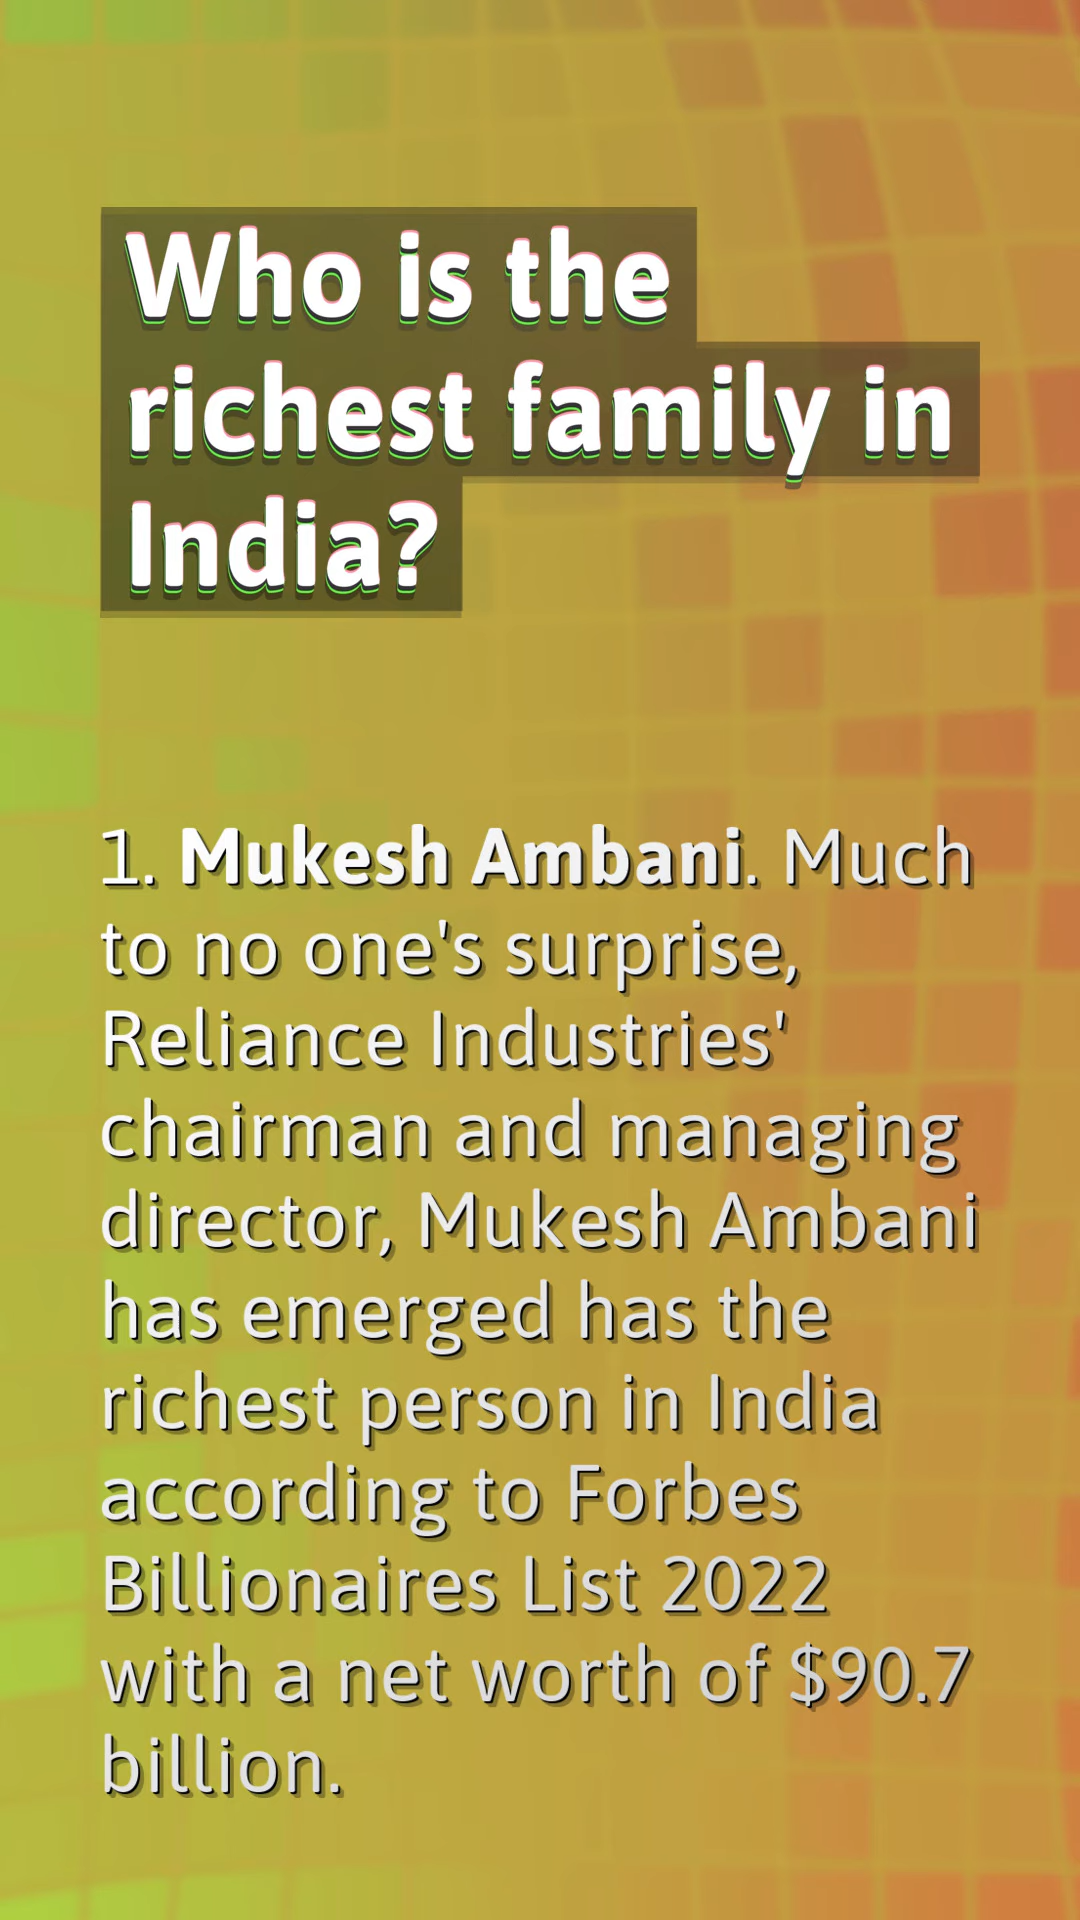 Who is the
richest family in
India?
1. Mukesh Ambani. Much
to no one's surprise,
Reliance Industries'
chairman and managing
director, Mukesh Ambani
has emerged has the
richest person in India
according to Forbes
Billionaires List 2022
with a net worth of $90.7
billion.